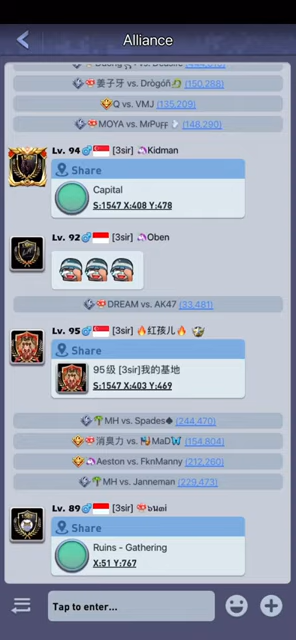 Alliance
姜子牙 vs. Drògóñ (150,288)
Q vs. VMJ (135,209)
MOYA vs. MrPuғғ (148,290)
Lv. 94 [3sir] Kidman
Share
Capital
S:1547 X:408 Y:478
Lv. 92 [3sir] Oben
DREAM vs. AK47 (33,481)
Lv. 95 [3sir] 红孩儿
Share
95级 [3sir]我的基地
S:1547 X:403 Y:469
MH vs. Spades♠ (244,470)
消臭力 vs. MaD (154,804)
Aeston vs. FknManny (212,260)
MH vs. Janneman (229,473)
Lv. 89 [3sir]
Share
Ruins - Gathering
X:51 Y:767
Tap to enter...